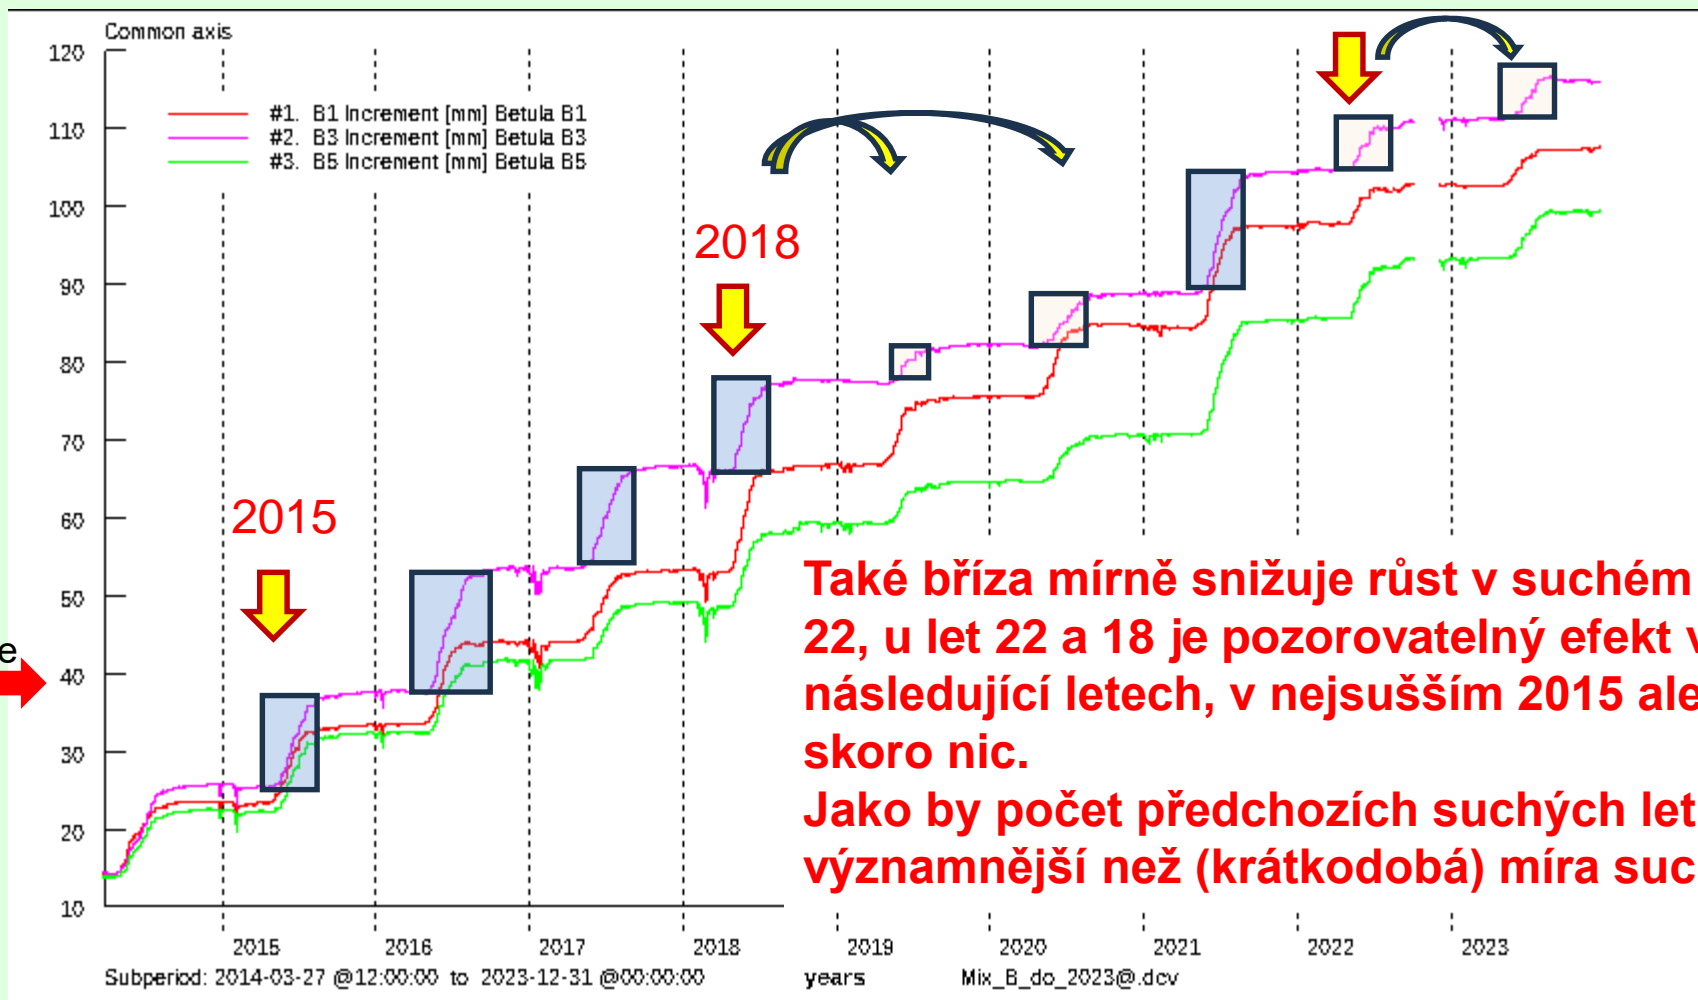 Common axis
120
#1. B1 Increment [mm] Betula B1
#2. B3 Increment [mm] Betula B3
#3. B5 Increment [mm] Betula B5
110
100
2018
90
80
70
2015
60
50
40
30
20
10
e
Také bříza mírně snižuje růst v suchém
22, u let 22 a 18 je pozorovatelný efekt v
následující letech, v nejsušším 2015 ale
skoro nic.
Jako by počet předchozích suchých let
významnější než (krátkodobá) míra suc
2015 2016 2017 2018 2019 2020 2021 2022 2023
Subperiod: 2014-03-27 @12:00:00 to 2023-12-31 @00:00:00 years Mix_B_do_2023@.dcv